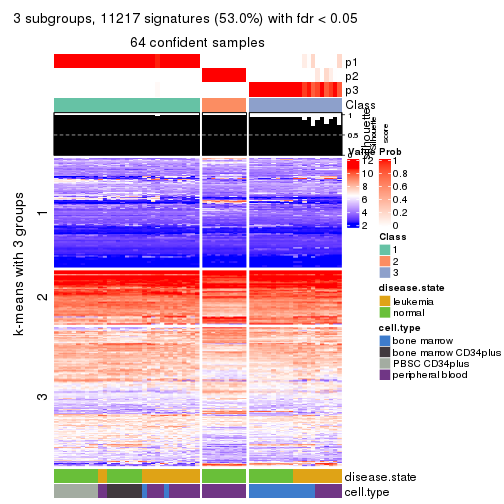 3 subgroups, 11217 signatures (53.0%) with fdr < 0.05
64 confident samples
p1
p2
p3
Class
1
0.5
0
Silhouette
score
Value
12
10
8
6
4
2
Prob
1
0.8
0.6
0.4
0.2
0
Class
1
2
3
disease.state
leukemia
normal
cell.type
bone marrow
bone marrow CD34plus
PBSC CD34plus
peripheral blood
k-means with 3 groups
1
2
3
disease.state
cell.type